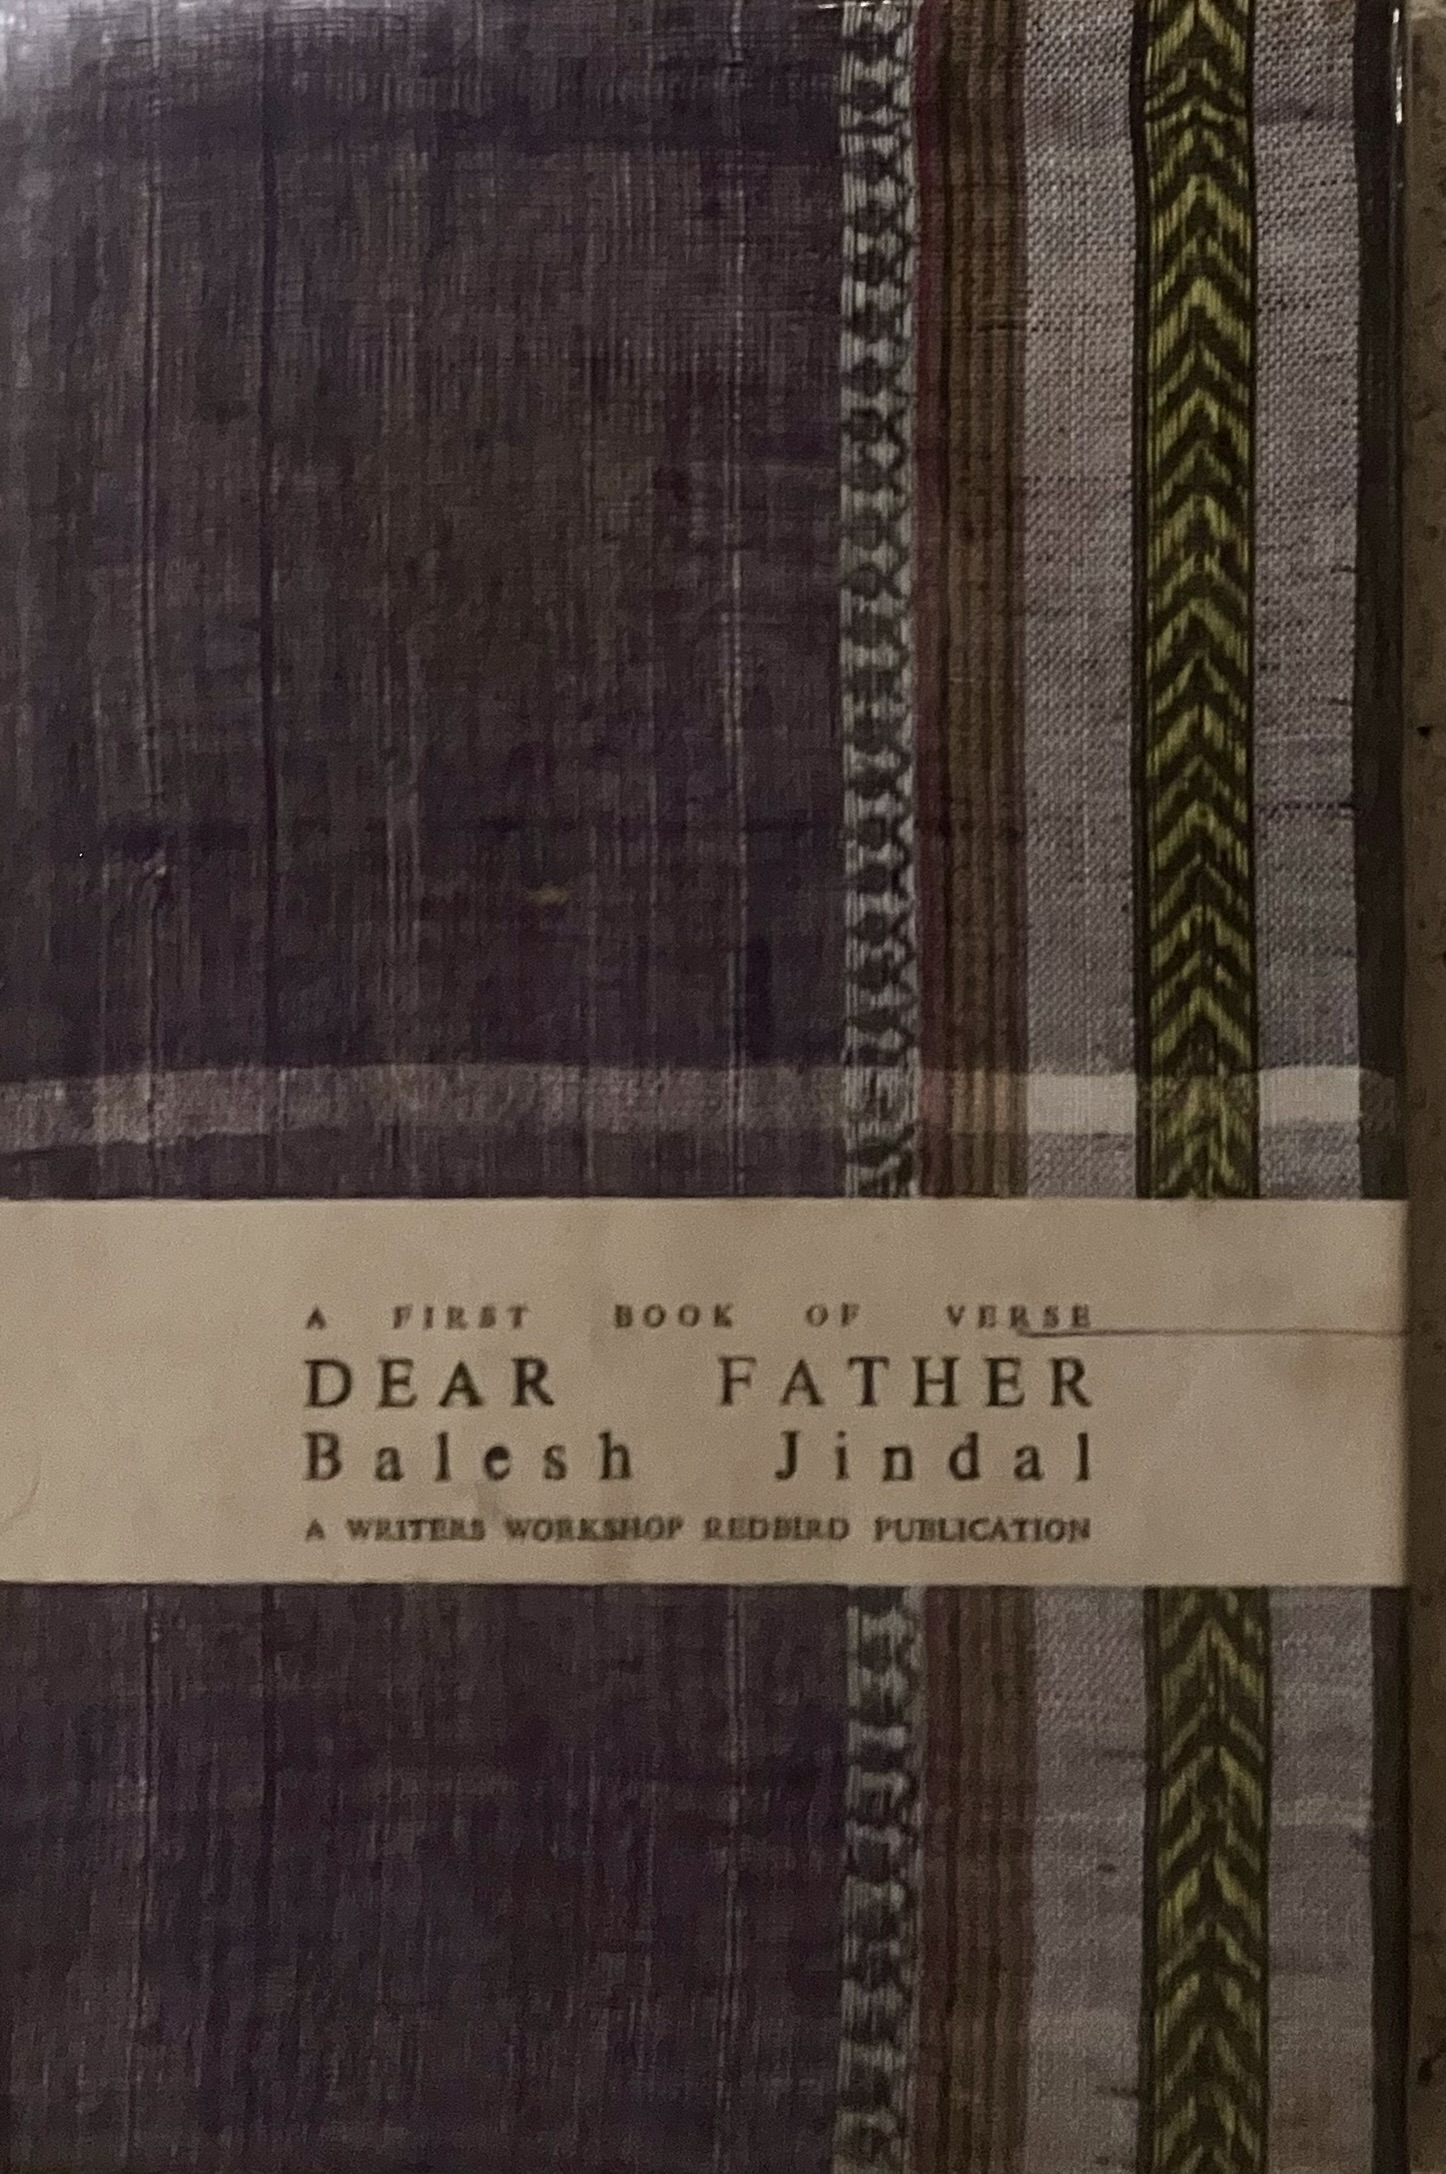 A FIRST BOOK OF VERSE
DEAR FATHER
Balesh Jindal
A WRITERS WORKSHOP REDBIRD PUBLICATION